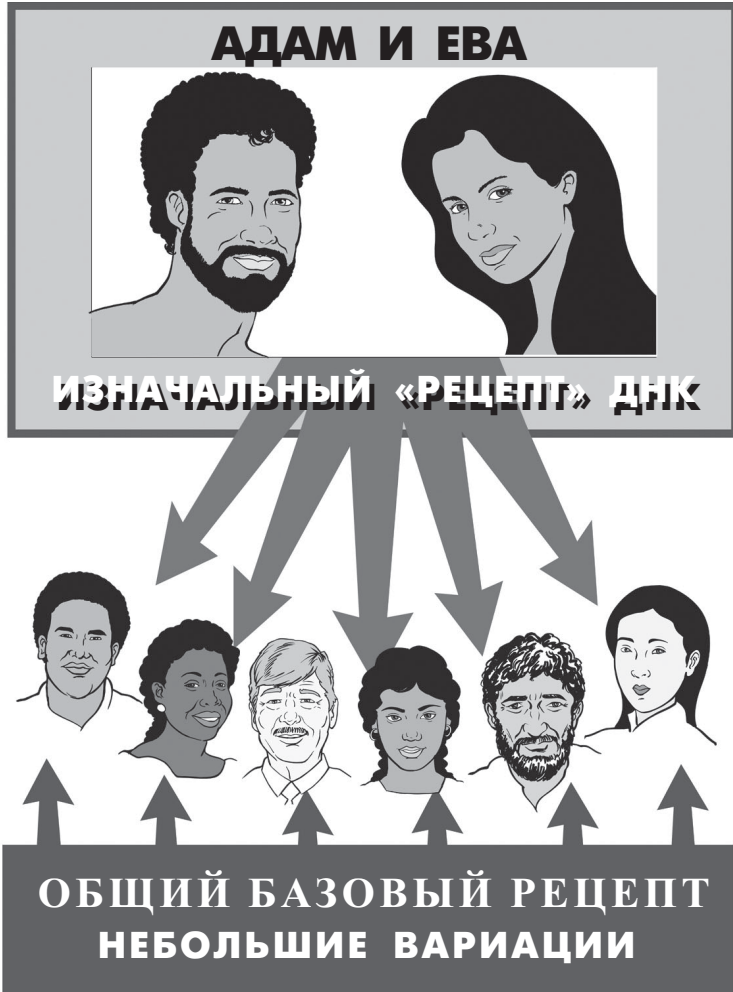 АДАМ И ЕВА
ИЗНАЧАЛЬНЫЙ «РЕЦЕПТ» ДНК
ОБЩИЙ БАЗОВЫЙ РЕЦЕПТ
НЕБОЛЬШИЕ ВАРИАЦИИ